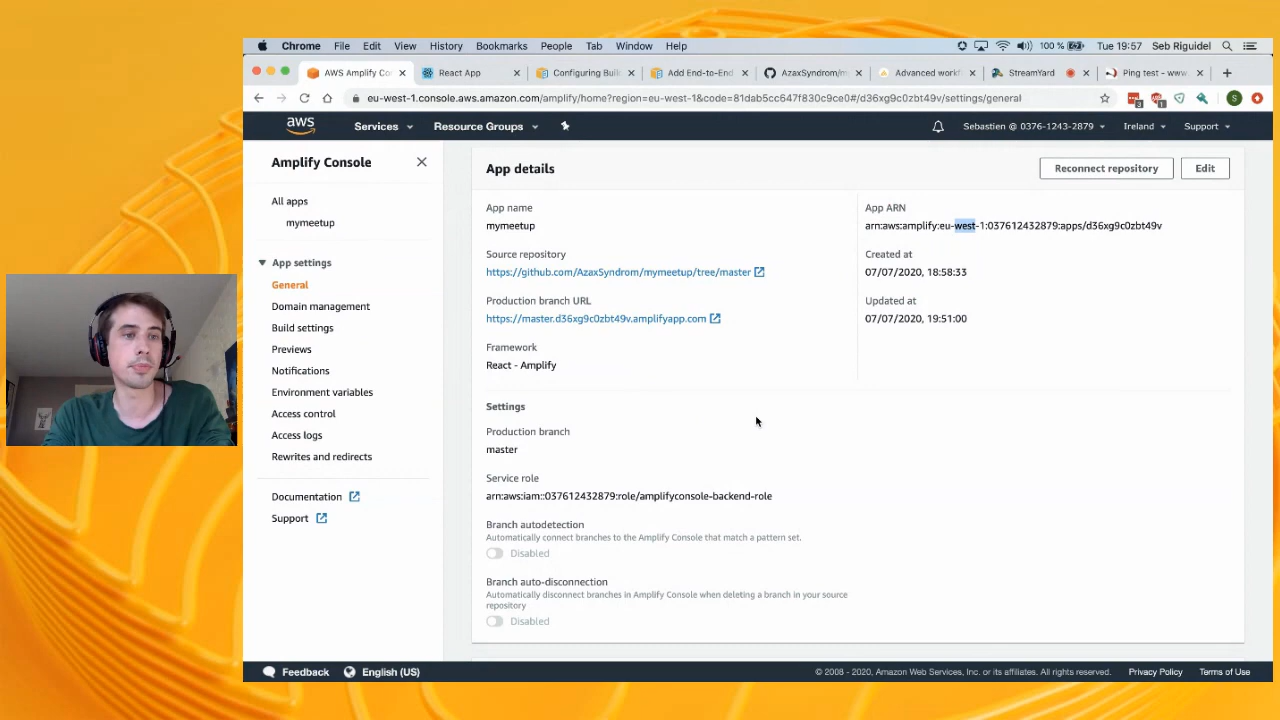 Chrome File Edit View History Bookmarks People Tab Window Help 100 % Tue 19:57 Seb Riguidel
AWS Amplify Co
React App
Configuring Buil
Add End-to-End
AzaxSyndrom/m
Advanced workf
StreamYard
Ping test - www.
eu-west-1.console.aws.amazon.com/amplify/home?region=eu-west-1&code=81dab5cc647f830c9ce0#/d36xg9c0zbt49v/settings/general
aws Services Resource Groups Sebastien @ 0376-1243-2879 Ireland Support
Amplify Console
All apps
mymeetup
App settings
General
Domain management
Build settings
Previews
Notifications
Environment variables
Access control
Access logs
Rewrites and redirects
Documentation
Support
App details
Reconnect repository
Edit
App name
mymeetup
Source repository
https://github.com/AzaxSyndrom/mymeetup/tree/master
Production branch URL
https://master.d36xg9c0zbt49v.amplifyapp.com
Framework
React - Amplify
App ARN
arn:aws:amplify:eu-west-1:037612432879:apps/d36xg9c0zbt49v
Created at
07/07/2020, 18:58:33
Updated at
07/07/2020, 19:51:00
Settings
Production branch
master
Service role
arn:aws:iam::037612432879:role/amplifyconsole-backend-role
Branch autodetection
Automatically connect branches to the Amplify Console that match a pattern set.
Disabled
Branch auto-disconnection
Automatically disconnect branches in Amplify Console when deleting a branch in your source
repository
Disabled
Feedback English (US) © 2008 - 2020, Amazon Web Services, Inc. or its affiliates. All rights reserved. Privacy Policy Terms of Use